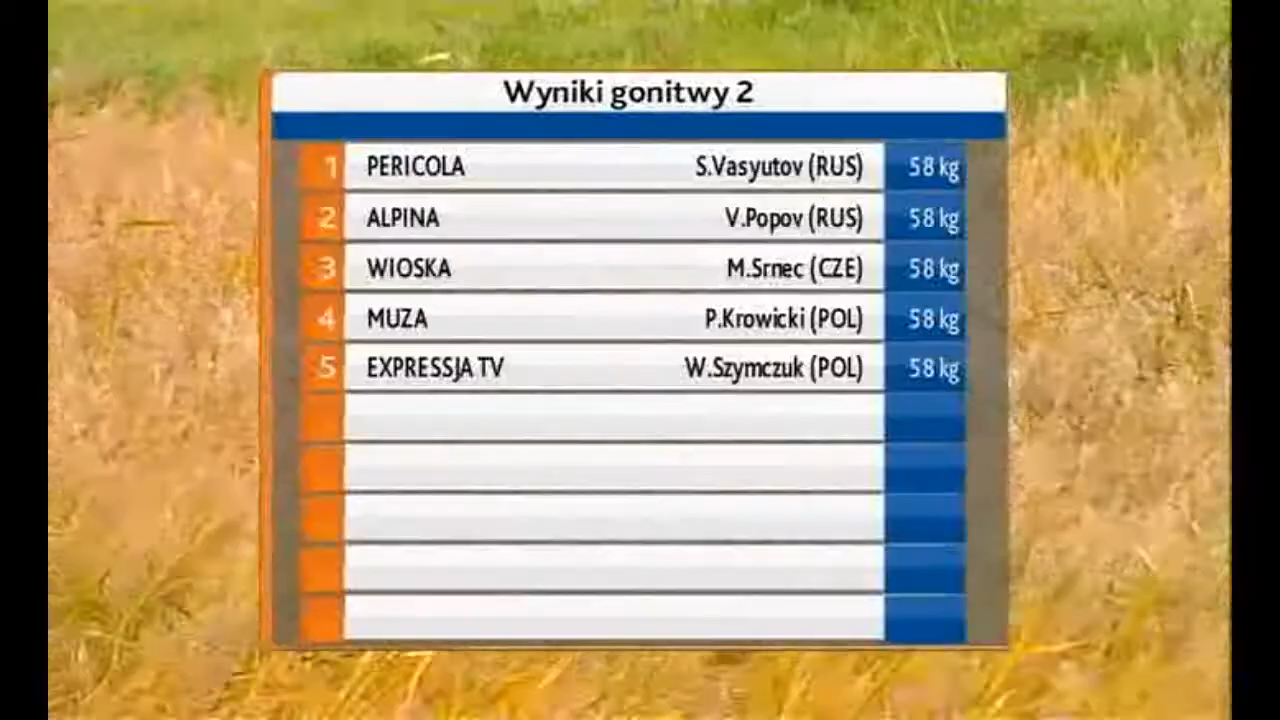 Wyniki gonitwy 2
1 PERICOLA S.Vasyutov (RUS) 58 kg
2 ALPINA V.Popov (RUS) 58 kg
3 WIOSKA M.Srnec (CZE) 58 kg
4 MUZA P.Krowicki (POL) 58 kg
5 EXPRESSJA TV W.Szymczuk (POL) 58 kg